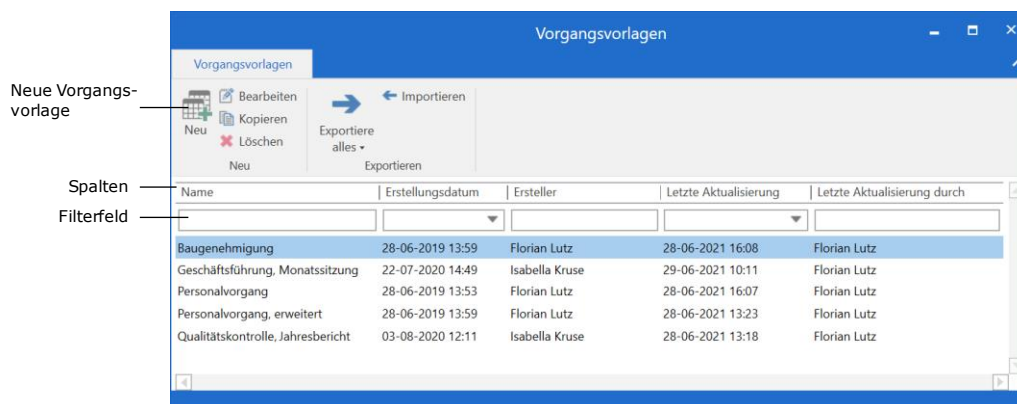 Vorgangsvorlagen
Vorgangsvorlagen
Neue Vorgangs-
vorlage
Neu
Bearbeiten
Kopieren
Löschen
Neu
Exportiere
alles
Importieren
Exportieren
Spalten
Name Erstellungsdatum Ersteller Letzte Aktualisierung Letzte Aktualisierung durch
Filterfeld
Baugenehmigung 28-06-2019 13:59 Florian Lutz 28-06-2021 16:08 Florian Lutz
Geschäftsführung, Monatssitzung 22-07-2020 14:49 Isabella Kruse 29-06-2021 10:11 Florian Lutz
Personalvorgang 28-06-2019 13:53 Florian Lutz 28-06-2021 16:07 Florian Lutz
Personalvorgang, erweitert 28-06-2019 13:59 Florian Lutz 28-06-2021 13:23 Florian Lutz
Qualitätskontrolle, Jahresbericht 03-08-2020 12:11 Isabella Kruse 28-06-2021 13:18 Florian Lutz